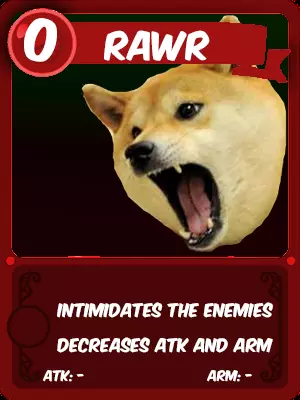 0
RAWR
INTIMIDATES THE ENEMIES
DECREASES ATK AND ARM
ATK: - ARM: -